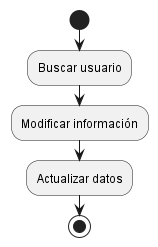 Buscar usuario
Modificar información
Actualizar datos